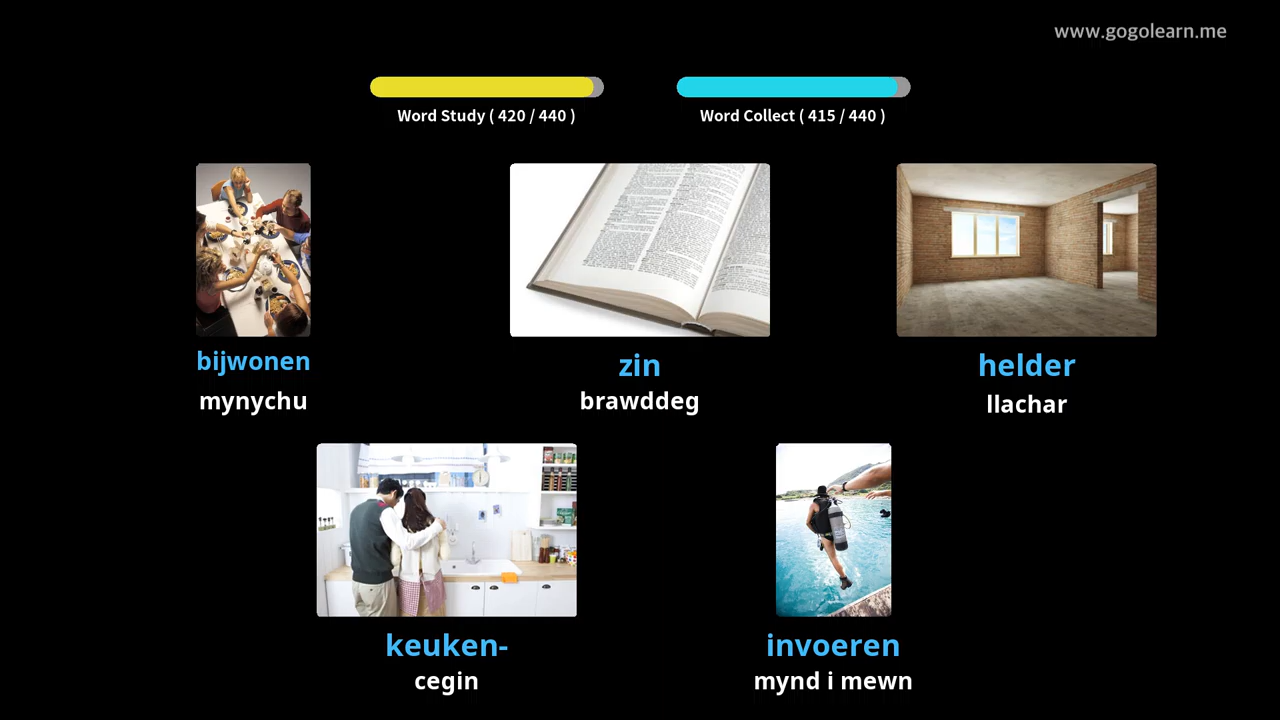 www.gogolearn.me
Word Study ( 420 / 440 )
Word Collect ( 415 / 440 )
bijwonen
mynychu
zin
brawddeg
helder
llachar
keuken-
cegin
invoeren
mynd i mewn